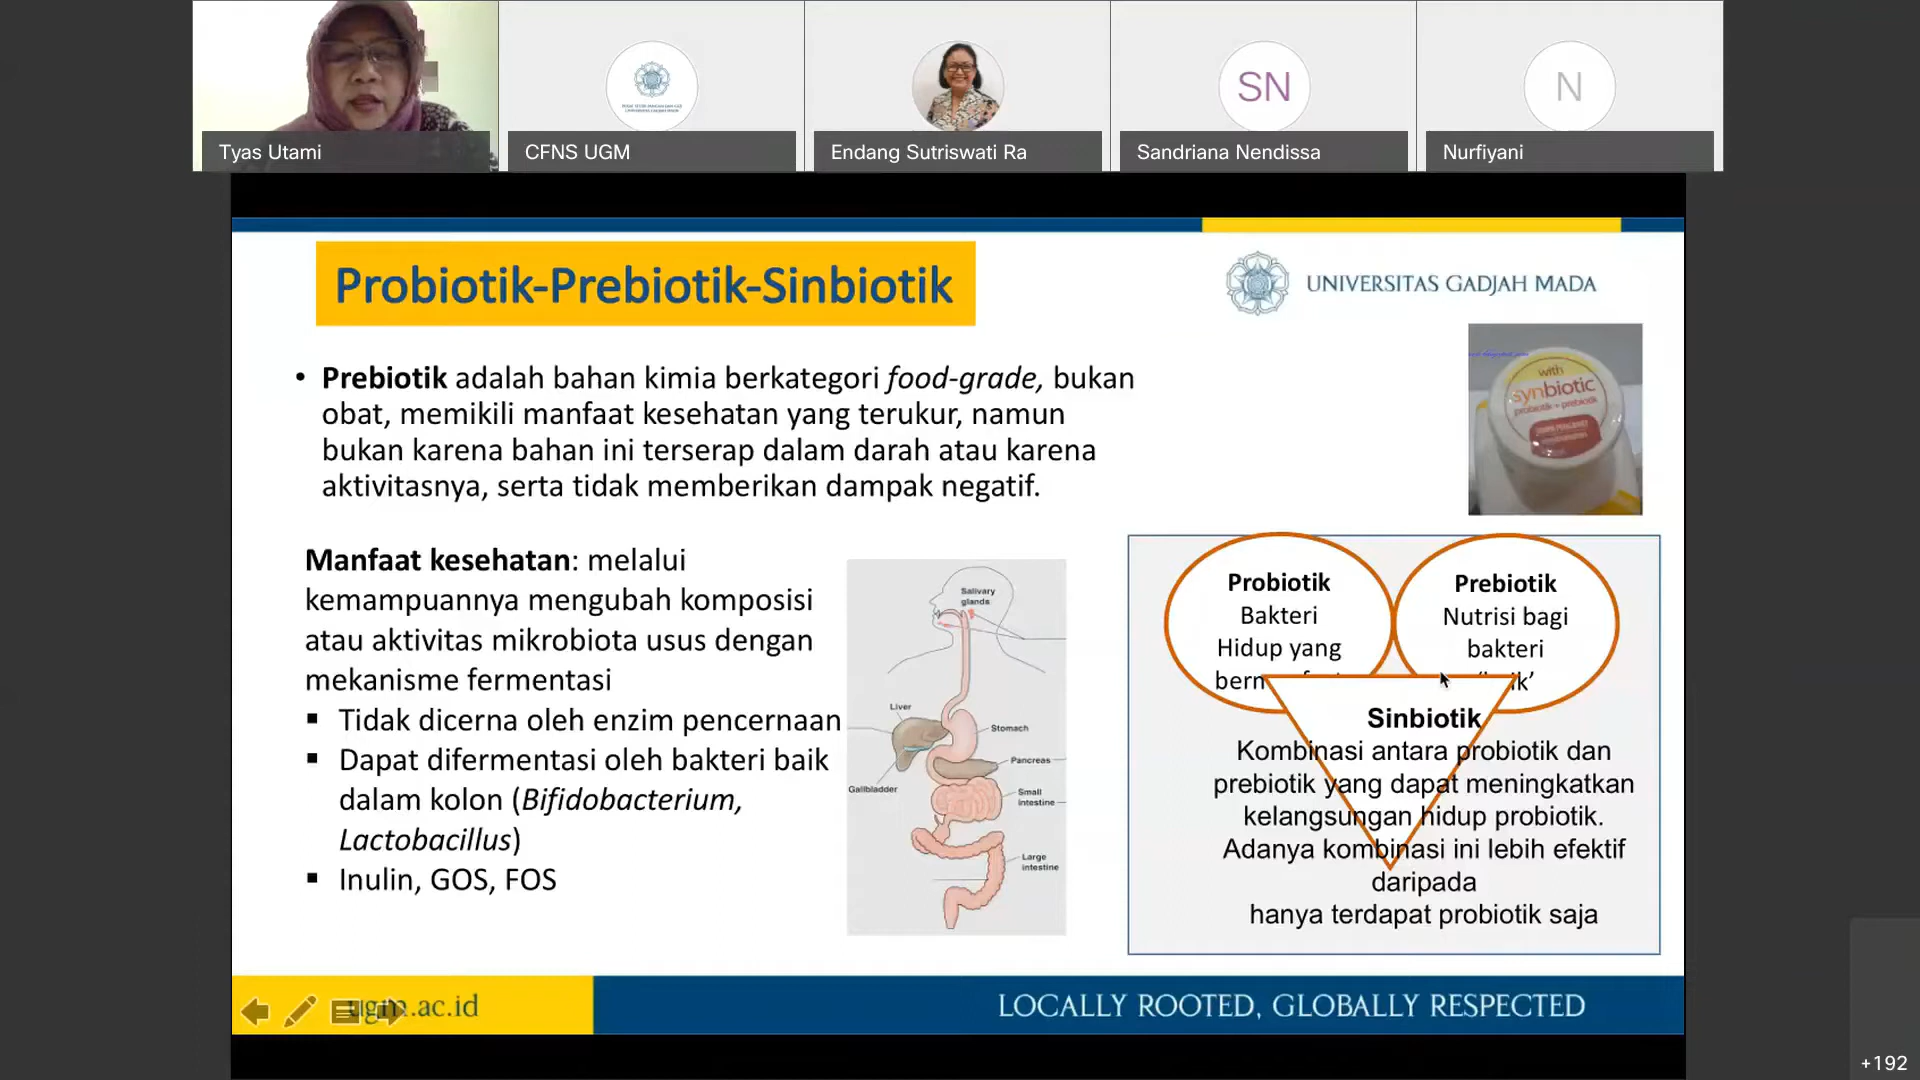 SN
N
Tyas Utami
CFNS UGM
Endang Sutriswati Ra
Sandriana Nendissa
Nurfiyani
Probiotik-Prebiotik-Sinbiotik
UNIVERSITAS GADJAH MADA
• Prebiotik adalah bahan kimia berkategori food-grade, bukan
obat, memikili manfaat kesehatan yang terukur, namun
bukan karena bahan ini terserap dalam darah atau karena
aktivitasnya, serta tidak memberikan dampak negatif.
with
synbiotic
probiotik + prebiotik
Manfaat kesehatan: melalui
kemampuannya mengubah komposisi
atau aktivitas mikrobiota usus dengan
mekanisme fermentasi
▪ Tidak dicerna oleh enzim pencernaan
▪ Dapat difermentasi oleh bakteri baik
dalam kolon (Bifidobacterium,
Lactobacillus)
▪ Inulin, GOS, FOS
Salivary
glands
Liver
Stomach
Pancreas
Gallbladder
Small
intestine
Large
intestine
Probiotik
Bakteri
Hidup yang
Prebiotik
Nutrisi bagi
bakteri
Sinbiotik
Kombinasi antara probiotik dan
prebiotik yang dapat meningkatkan
kelangsungan hidup probiotik.
Adanya kombinasi ini lebih efektif
daripada
hanya terdapat probiotik saja
ugm.ac.id
LOCALLY ROOTED, GLOBALLY RESPECTED
+192